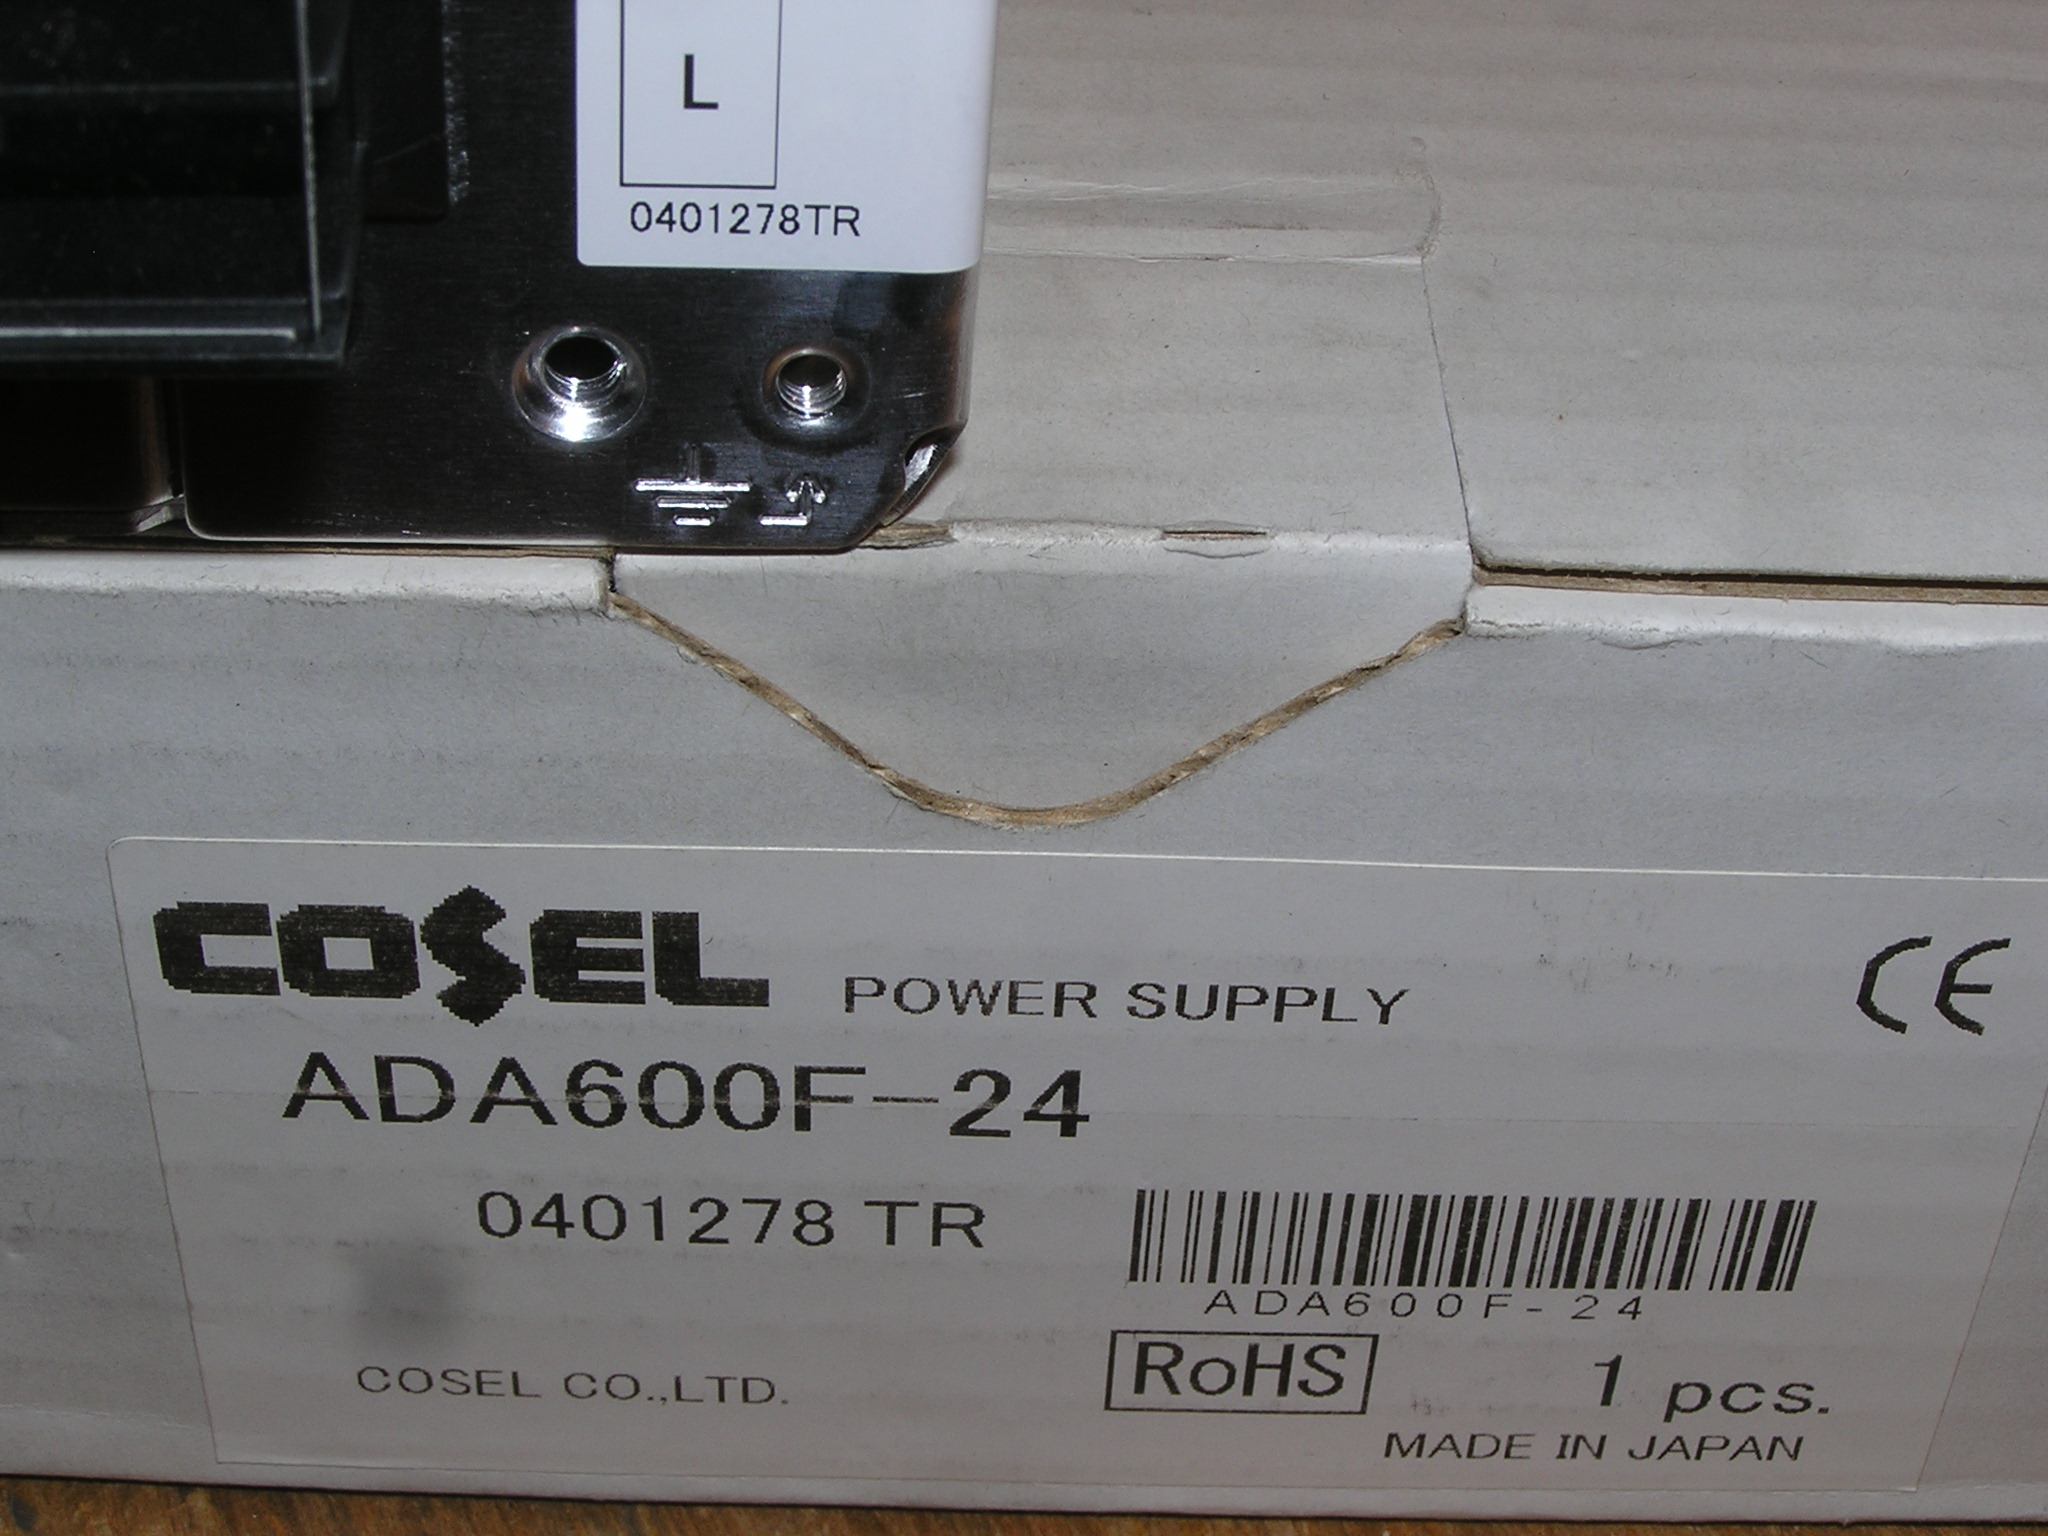 L
0401278TR
COSEL POWER SUPPLY CE
ADA600F-24
0401278 TR
ADA600F-24
RoHS 1 pcs.
COSEL CO.,LTD.
MADE IN JAPAN